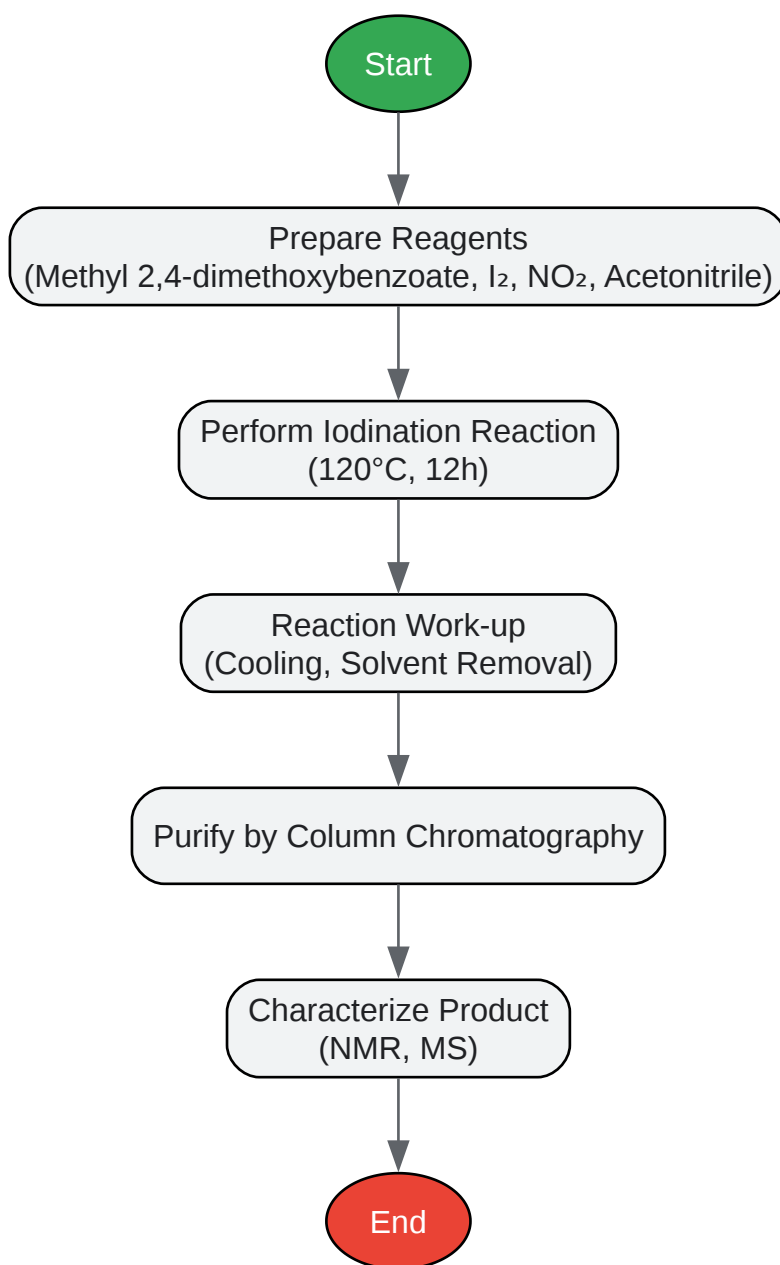 Start
Prepare Reagents
(Methyl 2,4-dimethoxybenzoate, I₂, NO₂, Acetonitrile)
Perform Iodination Reaction
(120°C, 12h)
Reaction Work-up
(Cooling, Solvent Removal)
Purify by Column Chromatography
Characterize Product
(NMR, MS)
End